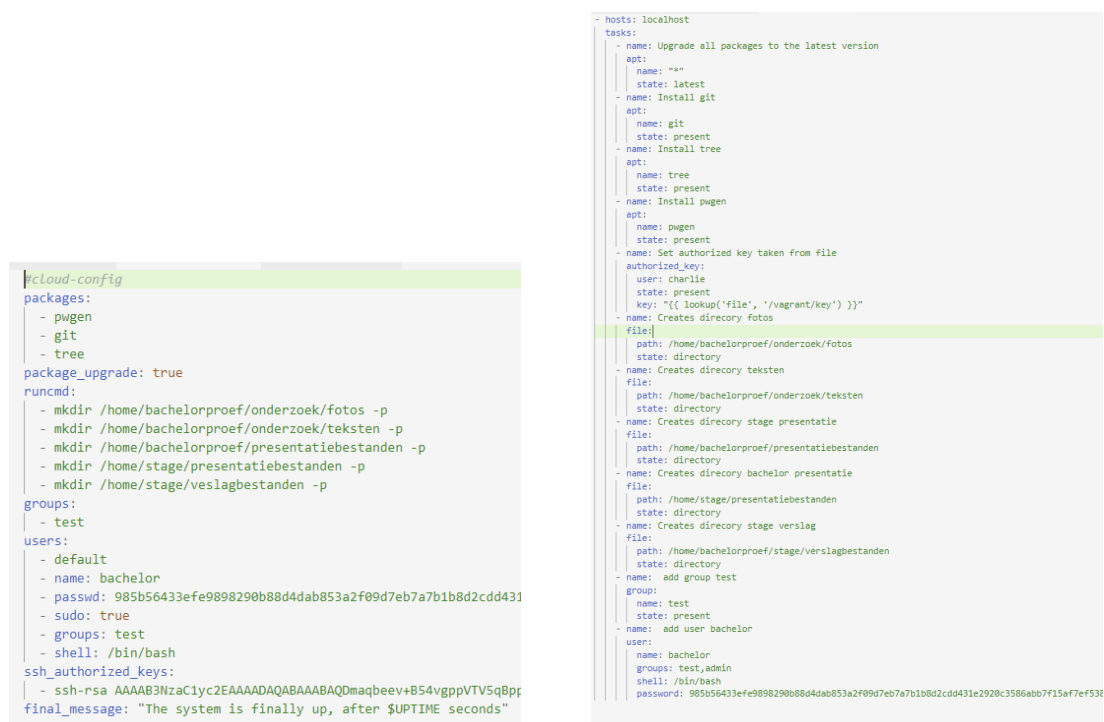 #cloud-config
packages:
  - pwgen
  - git
  - tree
package_upgrade: true
runcmd:
  - mkdir /home/bachelorproef/onderzoek/fotos -p
  - mkdir /home/bachelorproef/onderzoek/teksten -p
  - mkdir /home/bachelorproef/presentatiebestanden -p
  - mkdir /home/stage/presentatiebestanden -p
  - mkdir /home/stage/veslagbestanden -p
groups:
  - test
users:
  - default
  - name: bachelor
  - passwd: 985b56433efe9898290b88d4dab853a2f09d7eb7a7b1b8d2cdd431
  - sudo: true
  - groups: test
  - shell: /bin/bash
ssh_authorized_keys:
  - ssh-rsa AAAAB3NzaC1yc2EAAAADAQABAAABAQDmaqbeev+B54vgppVTV5qBpp
final_message: "The system is finally up, after $UPTIME seconds"
- hosts: localhost
  tasks:
    - name: Upgrade all packages to the latest version
      apt:
        name: "*"
        state: latest
    - name: Install git
      apt:
        name: git
        state: present
    - name: Install tree
      apt:
        name: tree
        state: present
    - name: Install pwgen
      apt:
        name: pwgen
        state: present
    - name: Set authorized key taken from file
      authorized_key:
        user: charlie
        state: present
        key: "{{ lookup('file', '/vagrant/key') }}"
    - name: Creates direcory fotos
      file:
        path: /home/bachelorproef/onderzoek/fotos
        state: directory
    - name: Creates direcory teksten
      file:
        path: /home/bachelorproef/onderzoek/teksten
        state: directory
    - name: Creates direcory stage presentatie
      file:
        path: /home/bachelorproef/presentatiebestanden
        state: directory
    - name: Creates direcory bachelor presentatie
      file:
        path: /home/stage/presentatiebestanden
        state: directory
    - name: Creates direcory stage verslag
      file:
        path: /home/bachelorproef/stage/verslagbestanden
        state: directory
    - name:  add group test
      group:
        name: test
        state: present
    - name:  add user bachelor
      user:
        name: bachelor
        groups: test,admin
        shell: /bin/bash
        password: 985b56433efe9898290b88d4dab853a2f09d7eb7a7b1b8d2cdd431e2920c3586abb7f15af7ef538